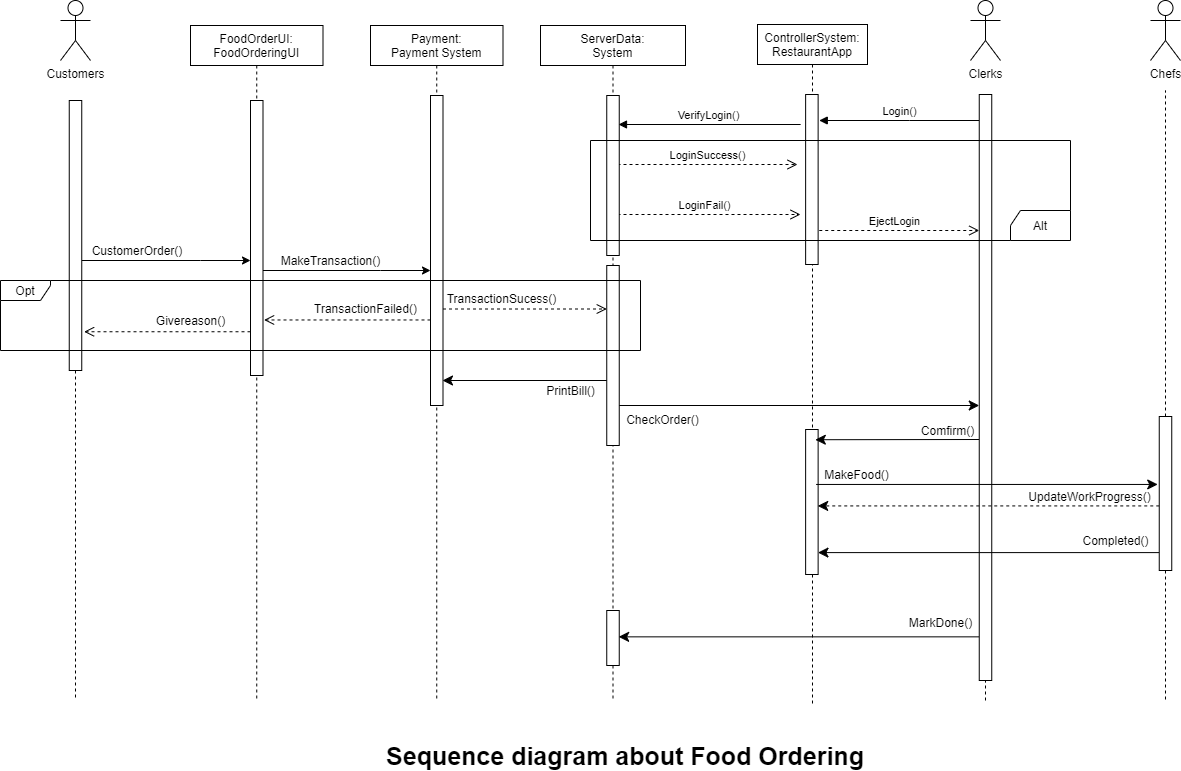 FoodOrderUI:
FoodOrderingUI
Payment:
Payment System
ServerData:
System
ControllerSystem:
RestaurantApp
Customers
Clerks
Chefs
VerifyLogin()
Login()
LoginSuccess()
LoginFail()
EjectLogin
Alt
CustomerOrder()
MakeTransaction()
Opt
TransactionSucess()
TransactionFailed()
Givereason()
PrintBill()
CheckOrder()
Comfirm()
MakeFood()
UpdateWorkProgress()
Completed()
MarkDone()
Sequence diagram about Food Ordering